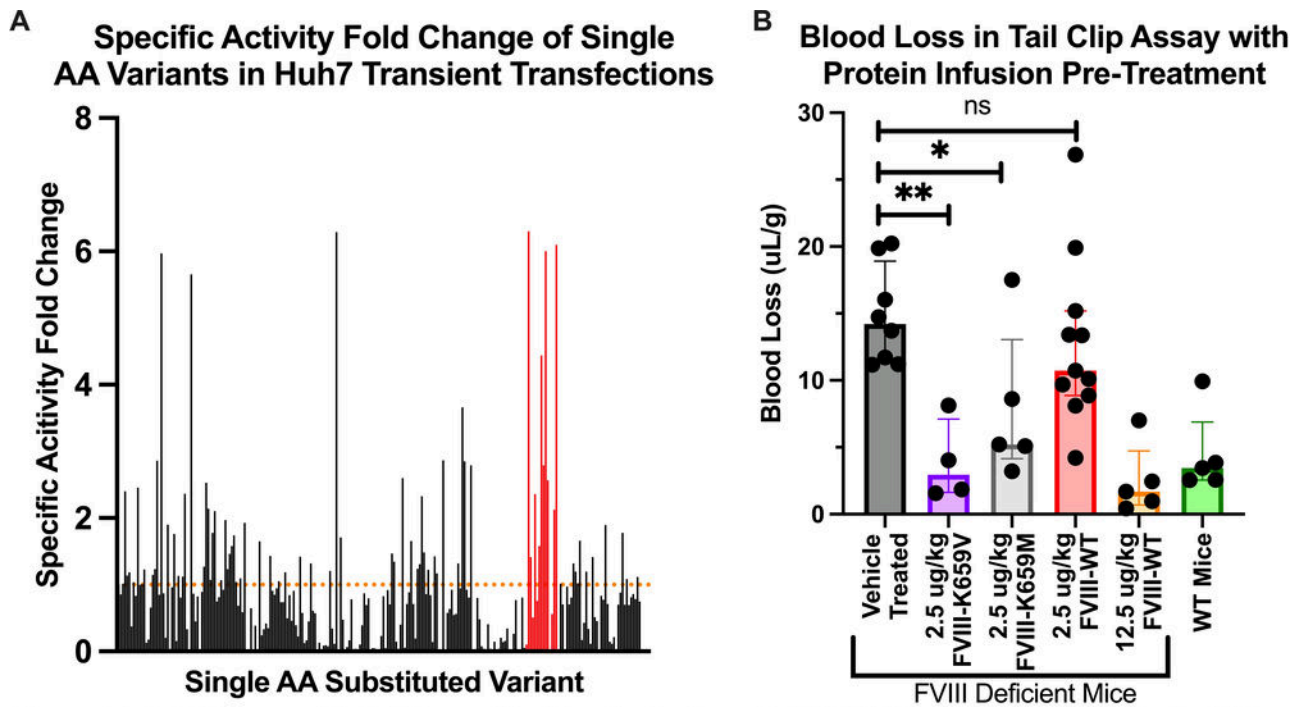 A
Specific Activity Fold Change of Single
AA Variants in Huh7 Transient Transfections
8
6
4
2
0
Specific Acitivity Fold Change
Single AA Substituted Variant
B
Blood Loss in Tail Clip Assay with
Protein Infusion Pre-Treatment
30
20
10
0
Blood Loss (uL/g)
ns
*
**
Vehicle
Treated
2.5 ug/kg
FVIII-K659V
2.5 ug/kg
FVIII-K659M
2.5 ug/kg
FVIII-WT
12.5 ug/kg
FVIII-WT
WT Mice
FVIII Deficient Mice